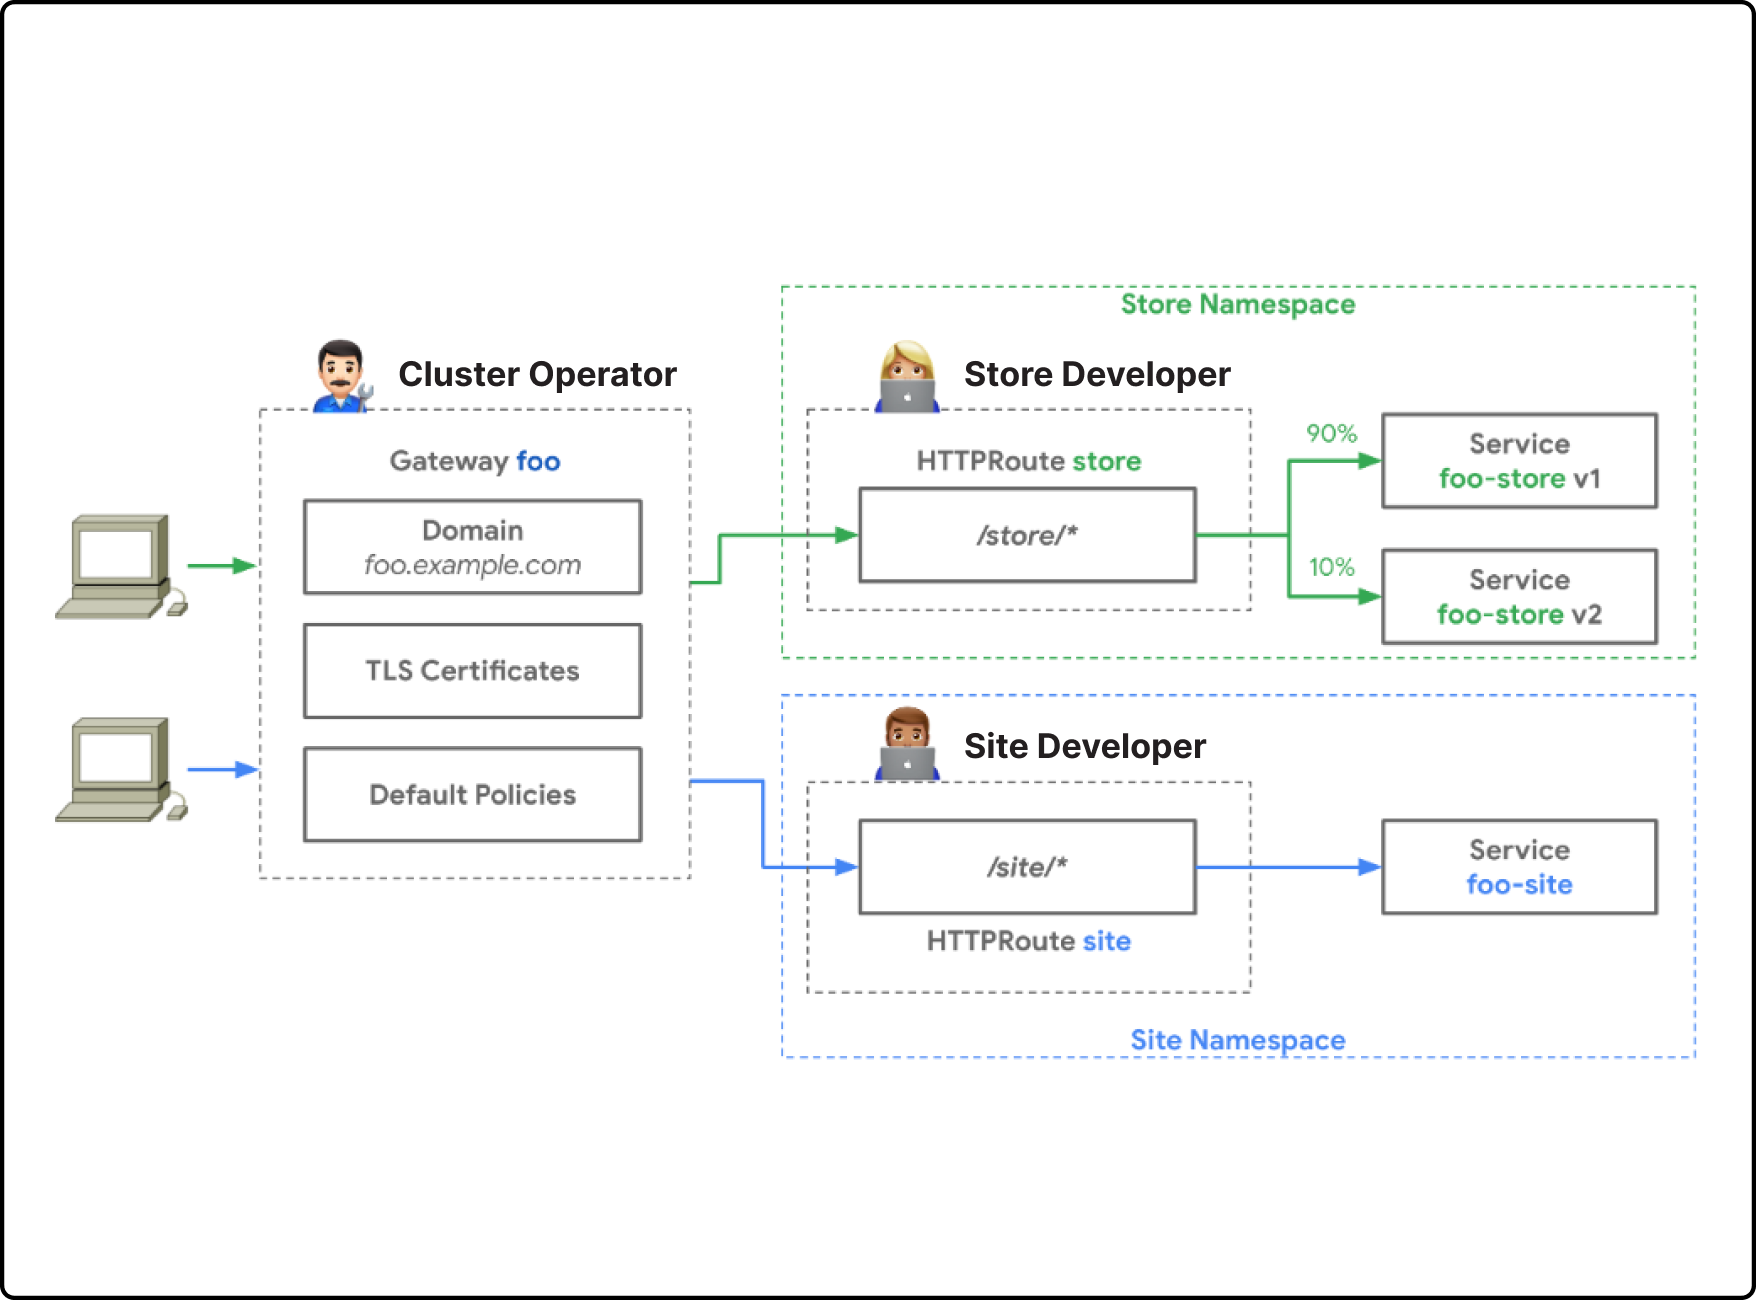 Store Namespace
Cluster Operator
Store Developer
Gateway foo
Domain
foo.example.com
TLS Certificates
Default Policies
HTTPRoute store
/store/*
90%
Service
foo-store v1
10%
Service
foo-store v2
Site Developer
/site/*
HTTPRoute site
Service
foo-site
Site Namespace